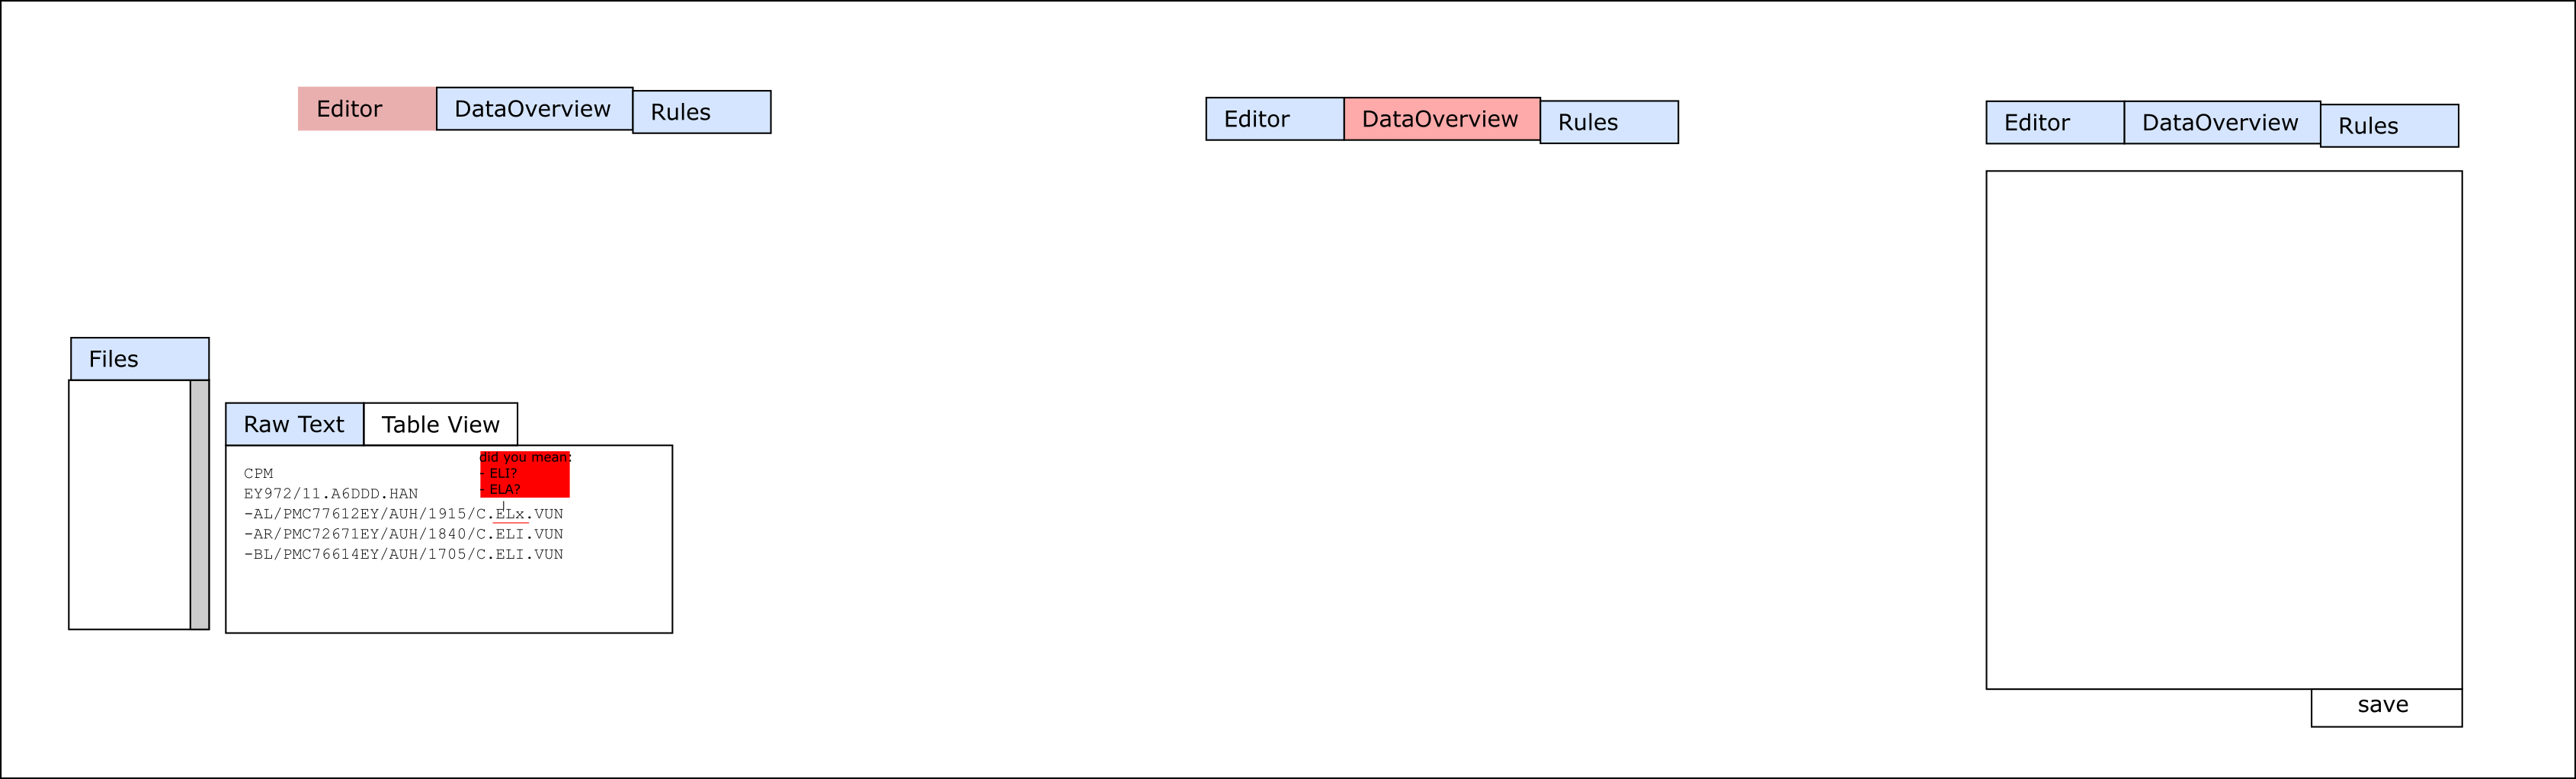 Editor DataOverview Rules
Editor DataOverview Rules
Editor DataOverview Rules
Files
Raw Text Table View
did you mean:
- ELI?
- ELA?
CPM
EY972/11.A6DDD.HAN
-AL/PMC77612EY/AUH/1915/C.ELx.VUN
-AR/PMC72671EY/AUH/1840/C.ELI.VUN
-BL/PMC76614EY/AUH/1705/C.ELI.VUN
save